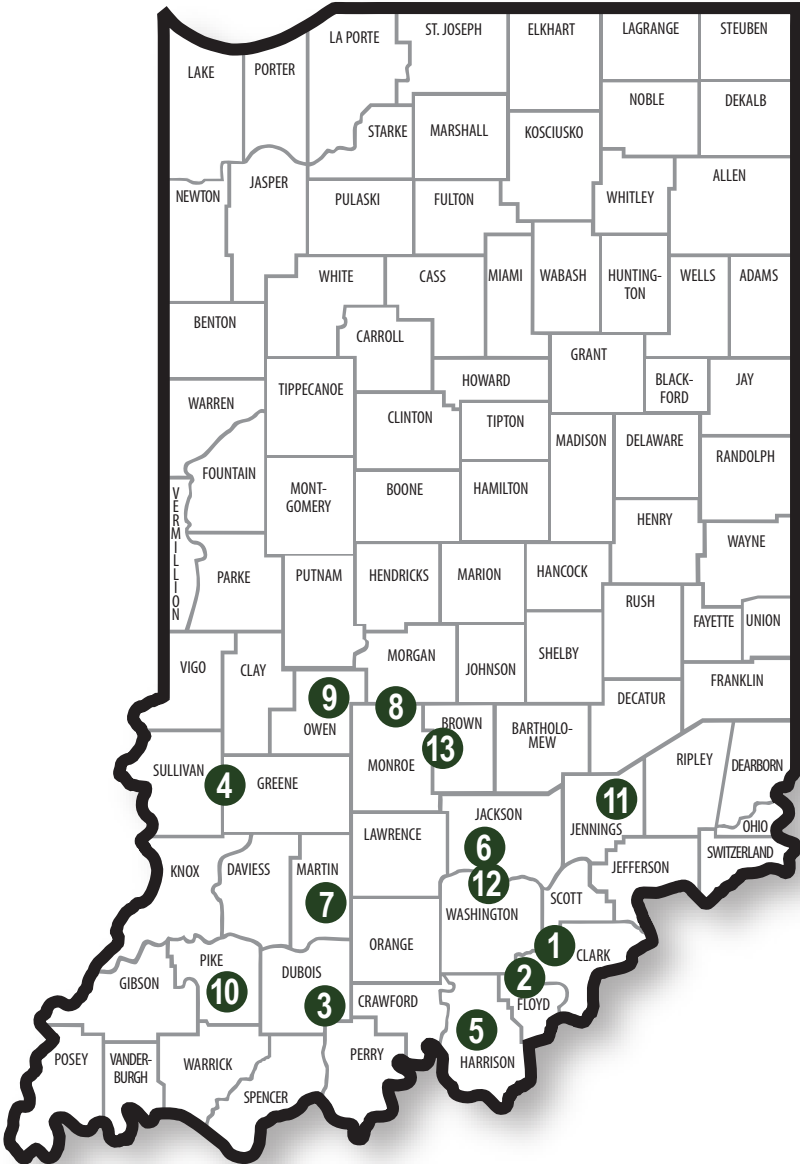 LA PORTE
ST. JOSEPH
ELKHART
LAGRANGE
STEUBEN
LAKE
PORTER
NOBLE
DEKALB
STARKE
MARSHALL
KOSCIUSKO
ALLEN
NEWTON
JASPER
PULASKI
FULTON
WHITLEY
WHITE
CASS
MIAMI
WABASH
HUNTING-
TON
WELLS
ADAMS
BENTON
CARROLL
GRANT
WARREN
TIPPECANOE
HOWARD
BLACK-
FORD
JAY
CLINTON
TIPTON
MADISON
DELAWARE
RANDOLPH
FOUNTAIN
VERMILLION
MONT-
GOMERY
BOONE
HAMILTON
HENRY
WAYNE
PARKE
PUTNAM
HENDRICKS
MARION
HANCOCK
RUSH
FAYETTE
UNION
VIGO
CLAY
MORGAN
JOHNSON
SHELBY
DECATUR
FRANKLIN
9
OWEN
8
BROWN
13
MONROE
BARTHOLO-
MEW
RIPLEY
DEARBORN
SULLIVAN
4
GREENE
11
JENNINGS
OHIO
SWITZERLAND
LAWRENCE
JACKSON
6
JEFFERSON
KNOX
DAVIESS
MARTIN
7
12
WASHINGTON
SCOTT
ORANGE
1
CLARK
GIBSON
PIKE
10
DUBOIS
3
CRAWFORD
2
FLOYD
5
HARRISON
POSEY
VANDER-
BURGH
WARRICK
SPENCER
PERRY